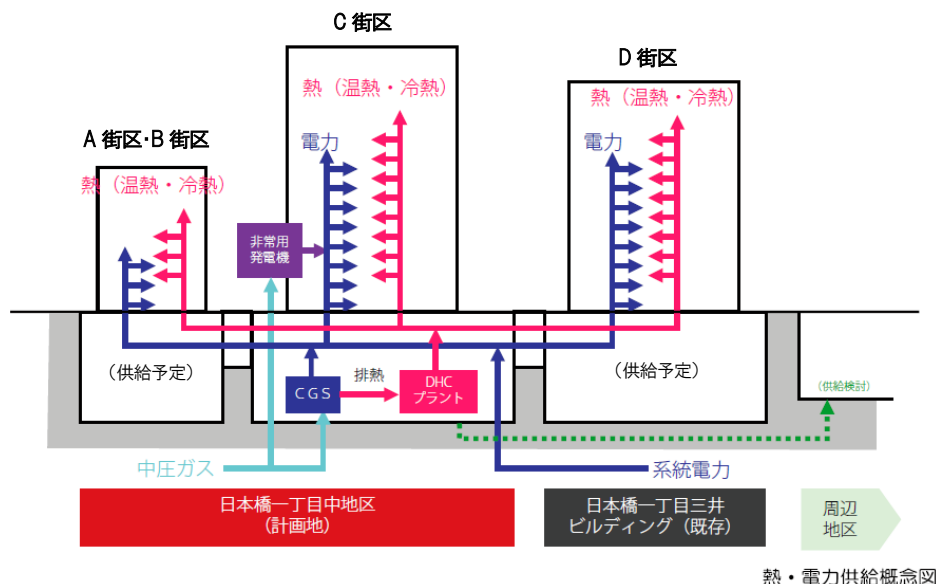 C 街区
D 街区
熱（温熱・冷熱）
熱（温熱・冷熱）
A 街区･B 街区
電力
電力
熱（温熱・冷熱）
非常用
発電機
（供給予定）
（供給予定）
排熱
CGS
DHC
プラント
（供給検討）
中圧ガス
系統電力
日本橋一丁目中地区
（計画地）
日本橋一丁目三井
ビルディング（既存）
周辺
地区
熱・電力供給概念図